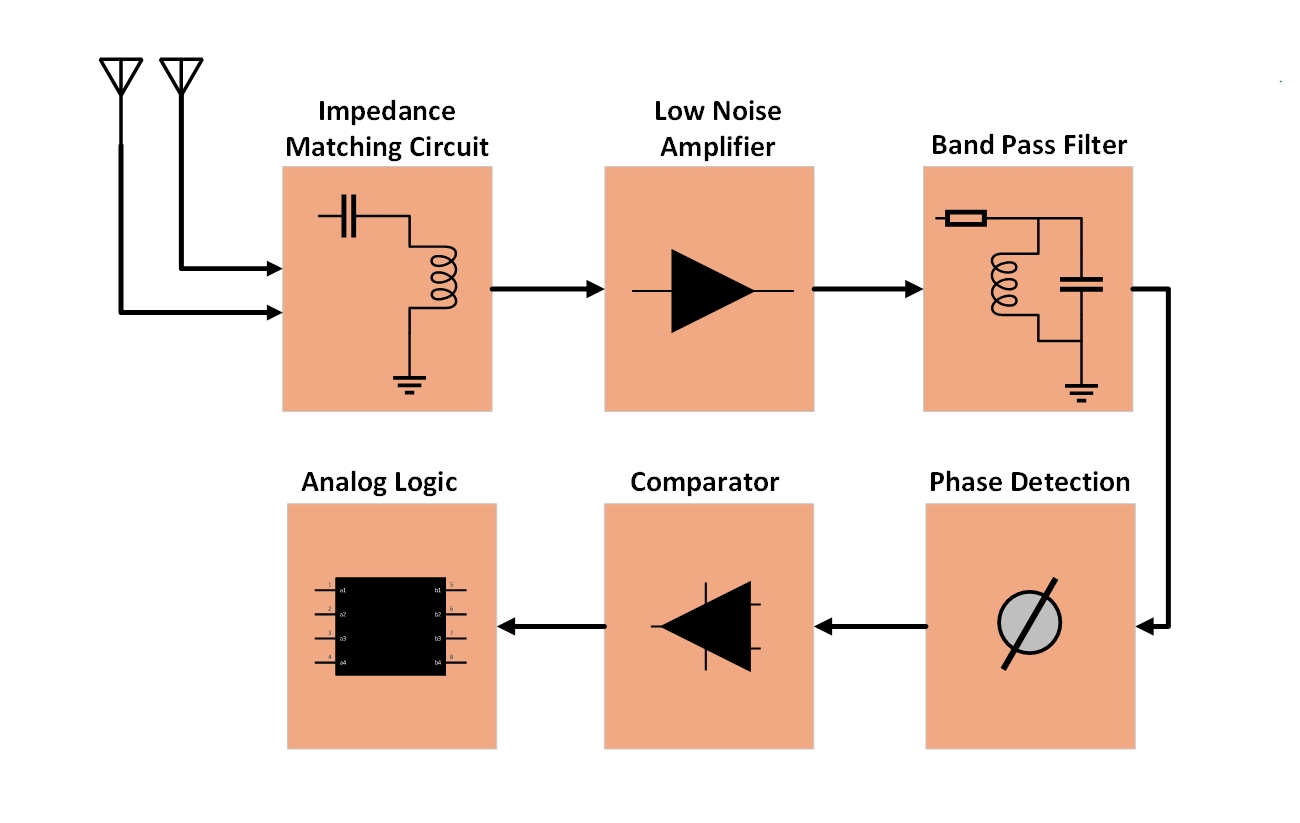 Impedance
Matching Circuit
Low Noise
Amplifier
Band Pass Filter
Analog Logic
Comparator
Phase Detection
1 a1 b1 5
2 a2 b2 6
3 a3 b3 7
4 a4 b4 8